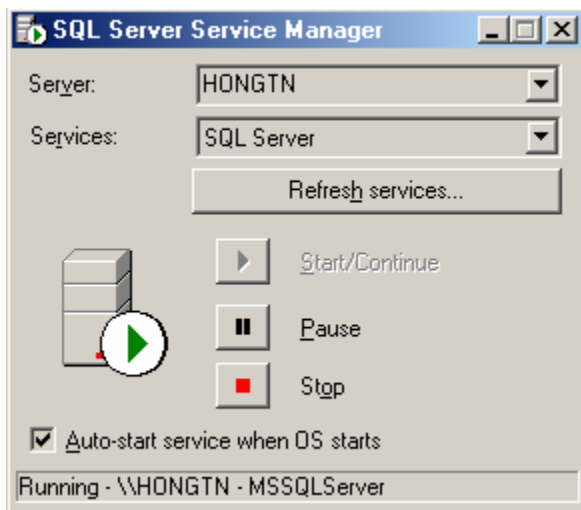 SQL Server Service Manager
Server: HONGTN
Services: SQL Server
Refresh services...
Start/Continue
Pause
Stop
Auto-start service when OS starts
Running - \\HONGTN - MSSQLServer